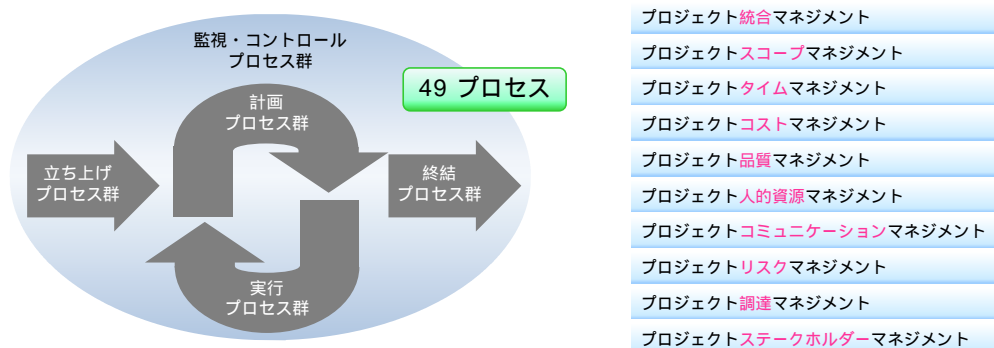 監視・コントロール
プロセス群
49 プロセス
計画
プロセス群
立ち上げ
プロセス群
終結
プロセス群
実行
プロセス群
プロジェクト統合マネジメント
プロジェクトスコープマネジメント
プロジェクトタイムマネジメント
プロジェクトコストマネジメント
プロジェクト品質マネジメント
プロジェクト人的資源マネジメント
プロジェクトコミュニケーションマネジメント
プロジェクトリスクマネジメント
プロジェクト調達マネジメント
プロジェクトステークホルダーマネジメント